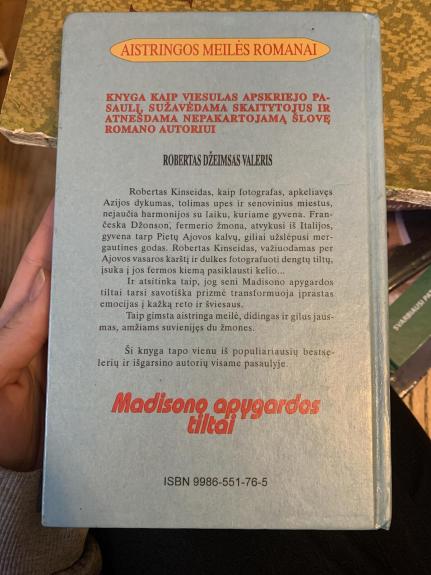 AISTRINGOS MEILĖS ROMANAI
KNYGA KAIP VIESULAS APSKRIEJO PA-
SAULĮ, SUŽAVĖDAMA SKAITYTOJUS IR
ATNEŠDAMA NEPAKARTOJAMĄ ŠLOVĘ
ROMANO AUTORIUI
ROBERTAS DŽEIMSAS VALERIS
Robertas Kinseidas, kaip fotografas, apkeliavęs
Azijos dykumas, tolimas upes ir senovinius miestus,
nejaučia harmonijos su laiku, kuriame gyvena. Fran-
česka Džonson, fermerio žmona, atvykusi iš Italijos,
gyvena tarp Pietų Ajovos kalvų, giliai užslėpusi mer-
gautines godas. Robertas Kinseidas, važiuodamas per
Ajovos vasaros karštį ir dulkes fotografuoti dengtų tiltų,
įsuka į jos fermos kiemą pasiklausti kelio...
Ir atsitinka taip, jog seni Madisono apygardos
tiltai tarsi savotiška prizmė transformuoja įprastas
emocijas į kažką reto ir šviesaus.
Taip gimsta aistringa meilė, didingas ir gilus jaus-
mas, amžiams suvienijęs du žmones.
Ši knyga tapo vienu iš populiariausių bestse-
lerių ir išgarsino autorių visame pasaulyje.
Madisono apygardos
tiltai
ISBN 9986-551-76-5